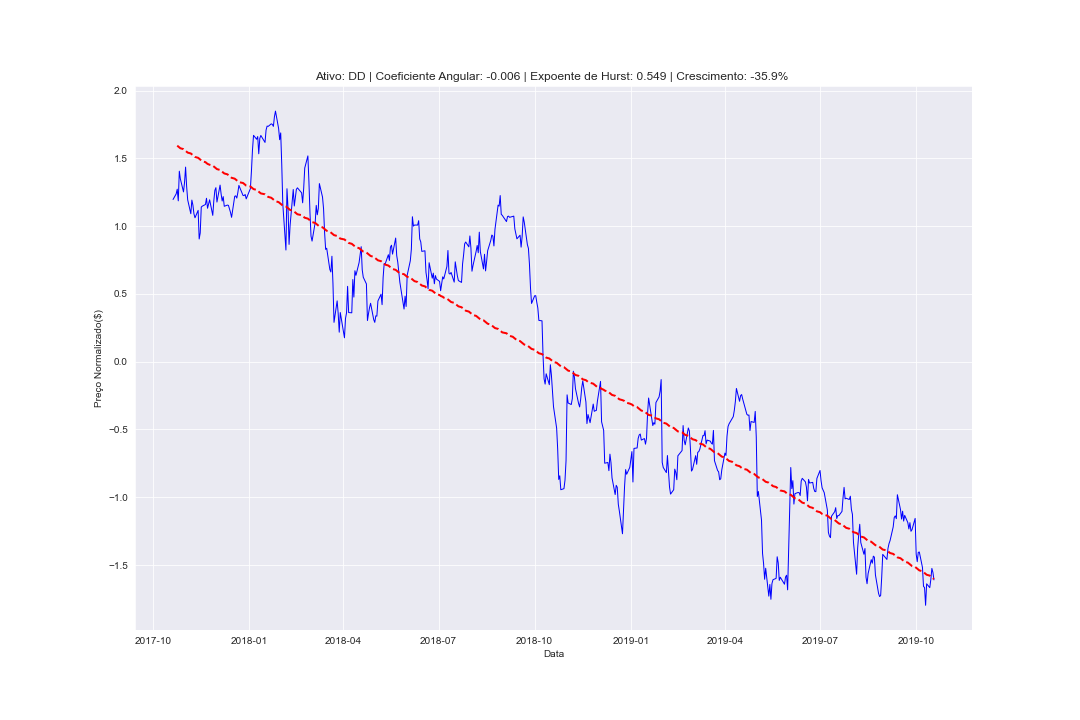 Ativo: DD | Coeficiente Angular: -0.006 | Expoente de Hurst: 0.549 | Crescimento: -35.9%
2.0
1.5
1.0
0.5
0.0
−0.5
−1.0
−1.5
Preço Normalizado($)
2017-10 2018-01 2018-04 2018-07 2018-10 2019-01 2019-04 2019-07 2019-10
Data